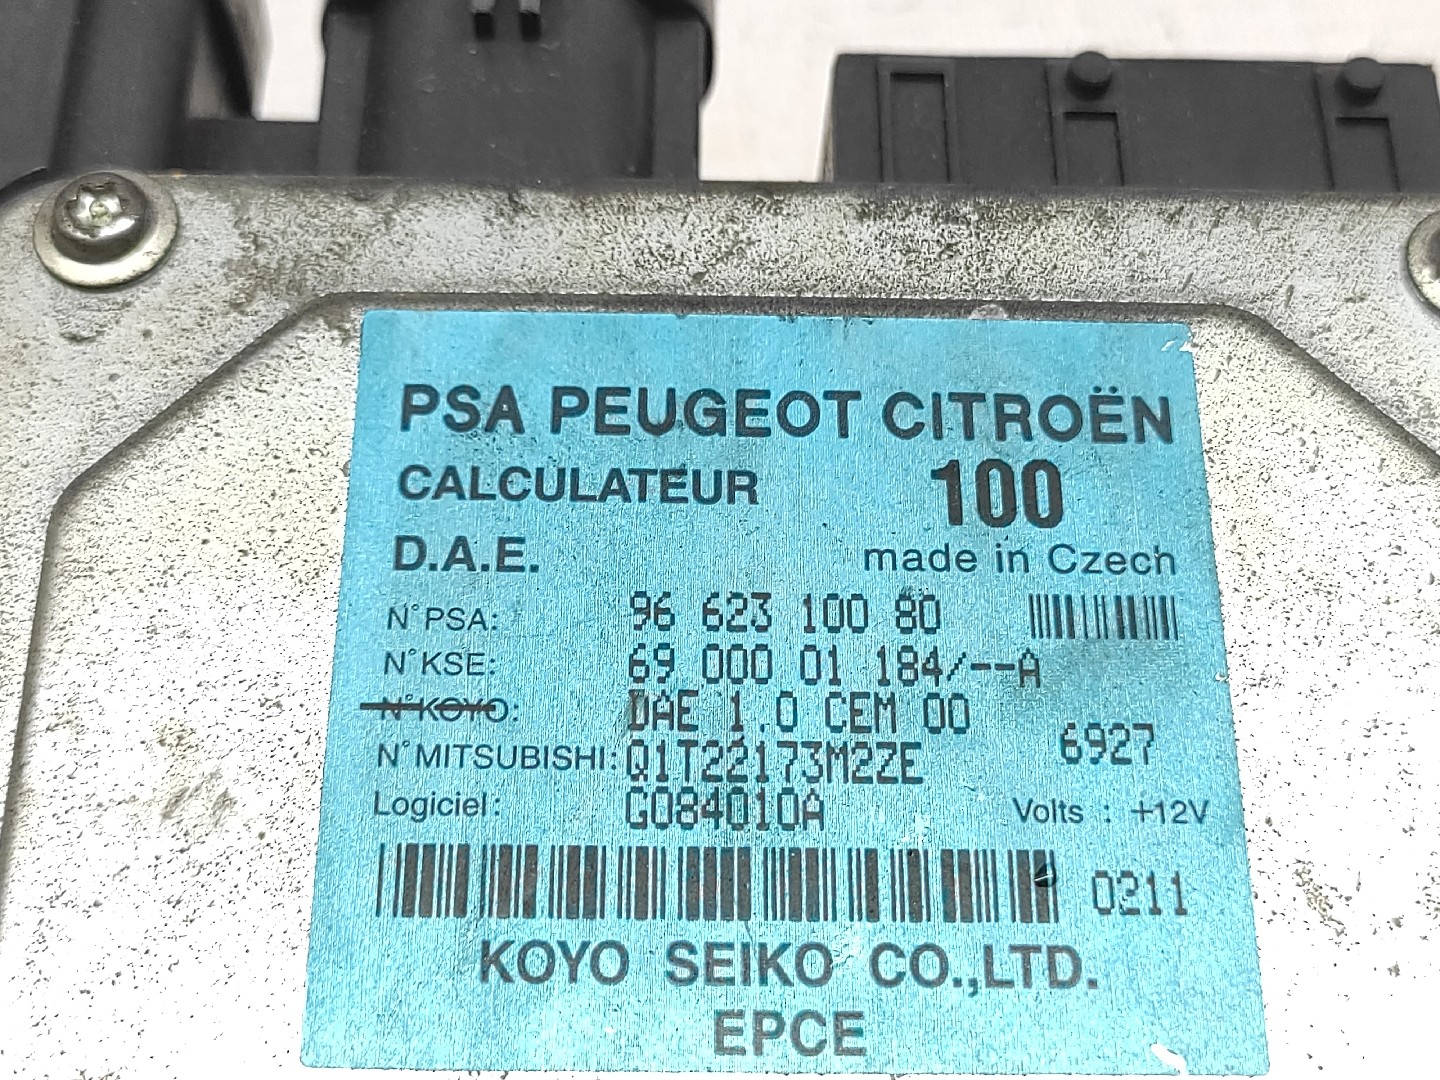 PSA PEUGEOT CITROËN
CALCULATEUR 100
D.A.E. made in Czech
N° PSA: 96 623 100 80
N° KSE: 69 000 01 184/--A
N° KOYO: DAE 1.0 CEM 00
6927
N° MITSUBISHI: Q1T22173M2ZE
Logiciel: G084010A Volts : +12V
0211
KOYO SEIKO CO.,LTD.
EPCE